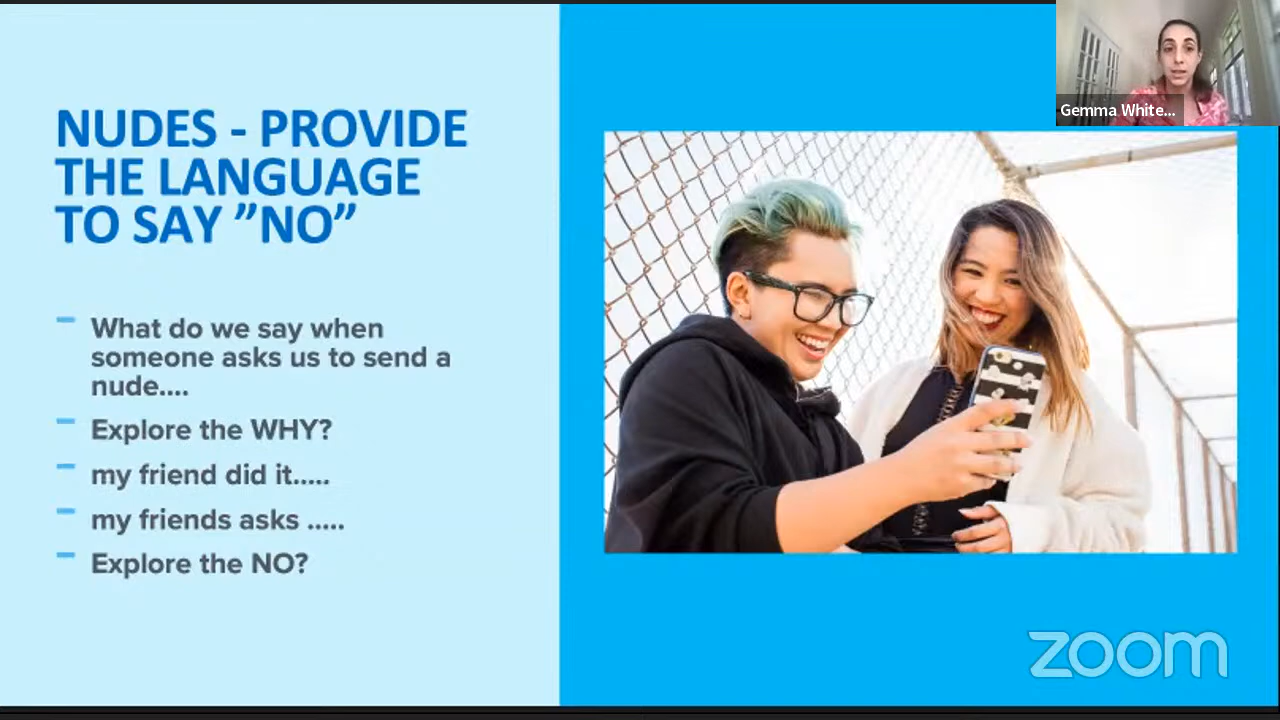 NUDES - PROVIDE
THE LANGUAGE
TO SAY ”NO”
What do we say when
someone asks us to send a
nude....
Explore the WHY?
my friend did it.....
my friends asks .....
Explore the NO?
Gemma White...
zoom